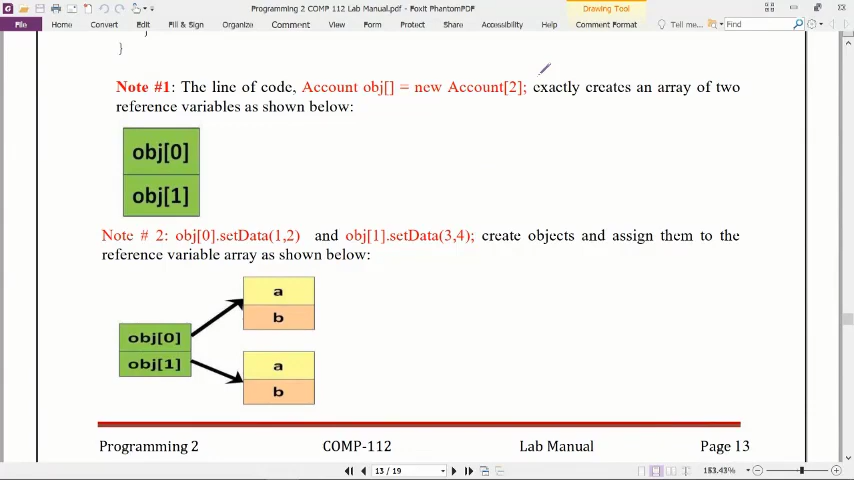 Programming 2 COMP 112 Lab Manual.pdf - Foxit PhantomPDF
Drawing Tool
File Home Convert Edit Fill & Sign Organize Comment View Form Protect Share Accessibility Help Comment Format Tell me... Find
}
Note #1: The line of code, Account obj[] = new Account[2]; exactly creates an array of two
reference variables as shown below:
obj[0]
obj[1]
Note # 2: obj[0].setData(1,2) and obj[1].setData(3,4); create objects and assign them to the
reference variable array as shown below:
a
b
obj[0]
obj[1]
a
b
Programming 2 COMP-112 Lab Manual Page 13
13 / 19 153.43%